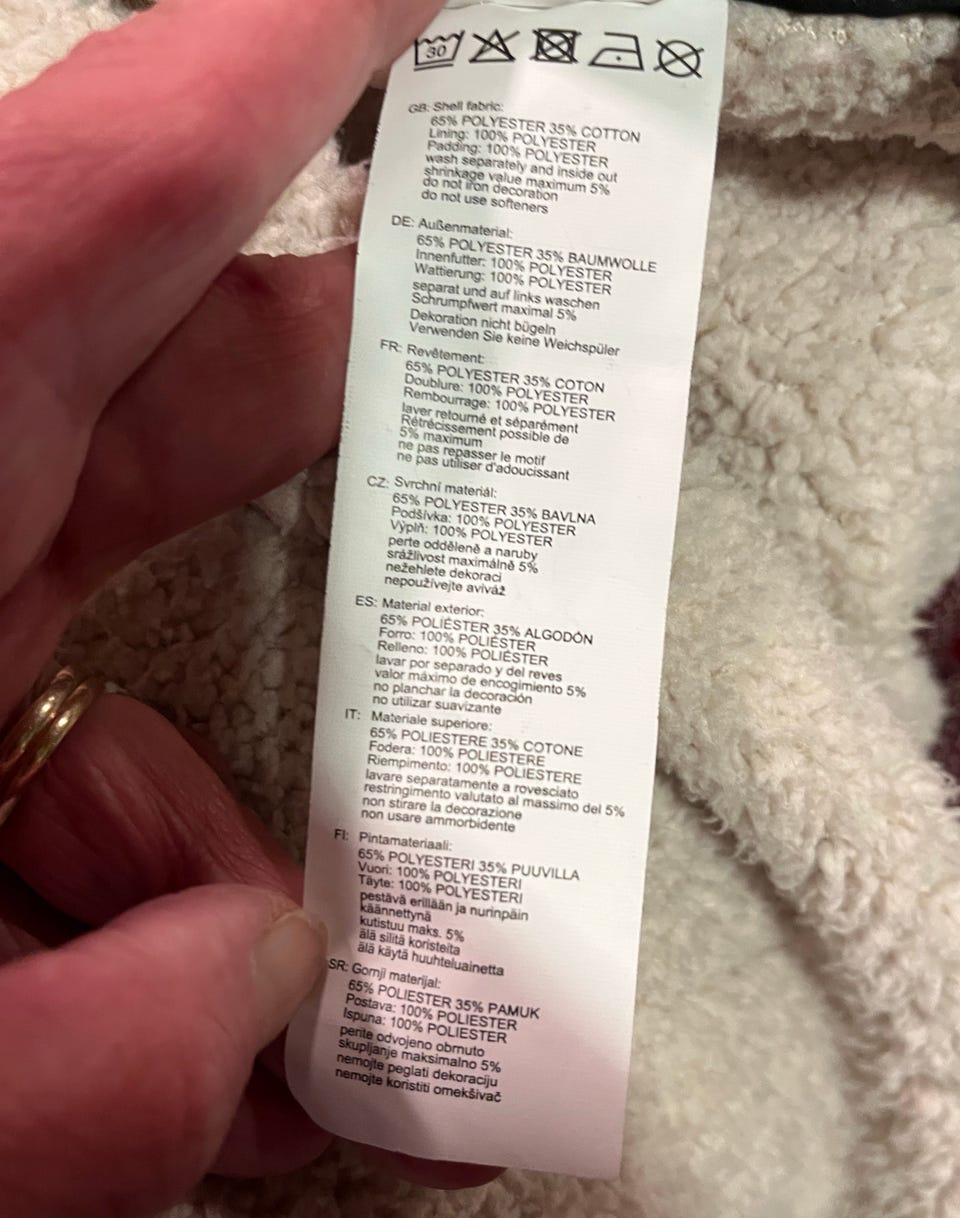 30
GB: Shell fabric:
65% POLYESTER 35% COTTON
Lining: 100% POLYESTER
Padding: 100% POLYESTER
wash separately and inside out
shrinkage value maximum 5%
do not iron decoration
do not use softeners
DE: Außenmaterial:
65% POLYESTER 35% BAUMWOLLE
Innenfutter: 100% POLYESTER
Wattierung: 100% POLYESTER
separat und auf links waschen
Schrumpfwert maximal 5%
Dekoration nicht bügeln
Verwenden Sie keine Weichspüler
FR: Revêtement:
65% POLYESTER 35% COTON
Doublure: 100% POLYESTER
Rembourrage: 100% POLYESTER
laver retourné et séparément
Rétrécissement possible de
5% maximum
ne pas repasser le motif
ne pas utiliser d'adoucissant
CZ: Svrchní materiál:
65% POLYESTER 35% BAVLNA
Podšívka: 100% POLYESTER
Výplň: 100% POLYESTER
perte odděleně a naruby
srážlivost maximálně 5%
nežehlete dekoraci
nepoužívejte aviváž
ES: Material exterior:
65% POLIÉSTER 35% ALGODÓN
Forro: 100% POLIÉSTER
Relleno: 100% POLIÉSTER
lavar por separado y del reves
valor máximo de encogimiento 5%
no planchar la decoración
no utilizar suavizante
IT: Materiale superiore:
65% POLIESTERE 35% COTONE
Fodera: 100% POLIESTERE
Riempimento: 100% POLIESTERE
lavare separatamente a rovesciato
restringimento valutato al massimo del 5%
non stirare la decorazione
non usare ammorbidente
FI: Pintamateriaali:
65% POLYESTERI 35% PUUVILLA
Vuori: 100% POLYESTERI
Täyte: 100% POLYESTERI
pestävä erillään ja nurinpäin
käännettynä
kutistuu maks. 5%
älä silitä koristeita
älä käytä huuhteluainetta
SR: Gornji materijal:
65% POLIESTER 35% PAMUK
Postava: 100% POLIESTER
Ispuna: 100% POLIESTER
perite odvojeno obrnuto
skupljanje maksimalno 5%
nemojte peglati dekoraciju
nemojte koristiti omekšivač